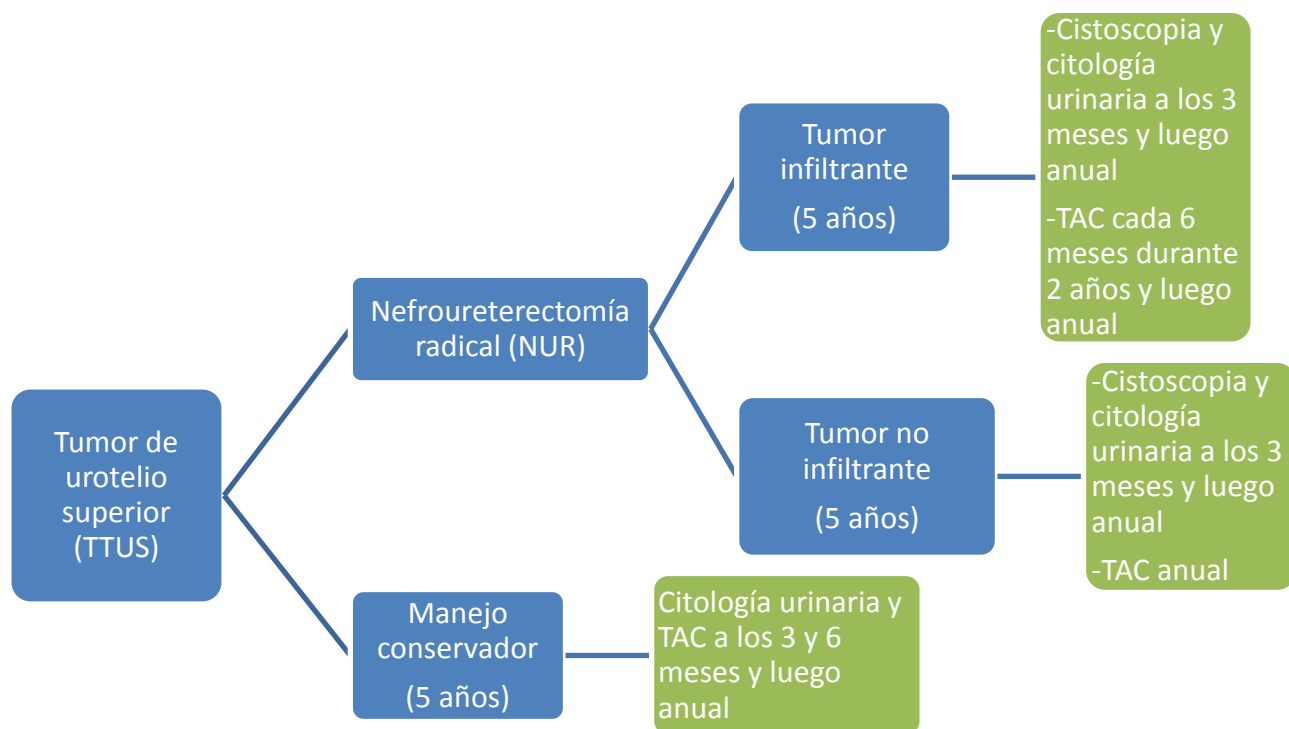 Tumor de
urotelio
superior
(TTUS)
Nefroureterectomía
radical (NUR)
Tumor
infiltrante
(5 años)
-Cistoscopia y
citología
urinaria a los 3
meses y luego
anual
-TAC cada 6
meses durante
2 años y luego
anual
Tumor no
infiltrante
(5 años)
-Cistoscopia y
citología
urinaria a los 3
meses y luego
anual
-TAC anual
Manejo
conservador
(5 años)
Citología urinaria y
TAC a los 3 y 6
meses y luego
anual